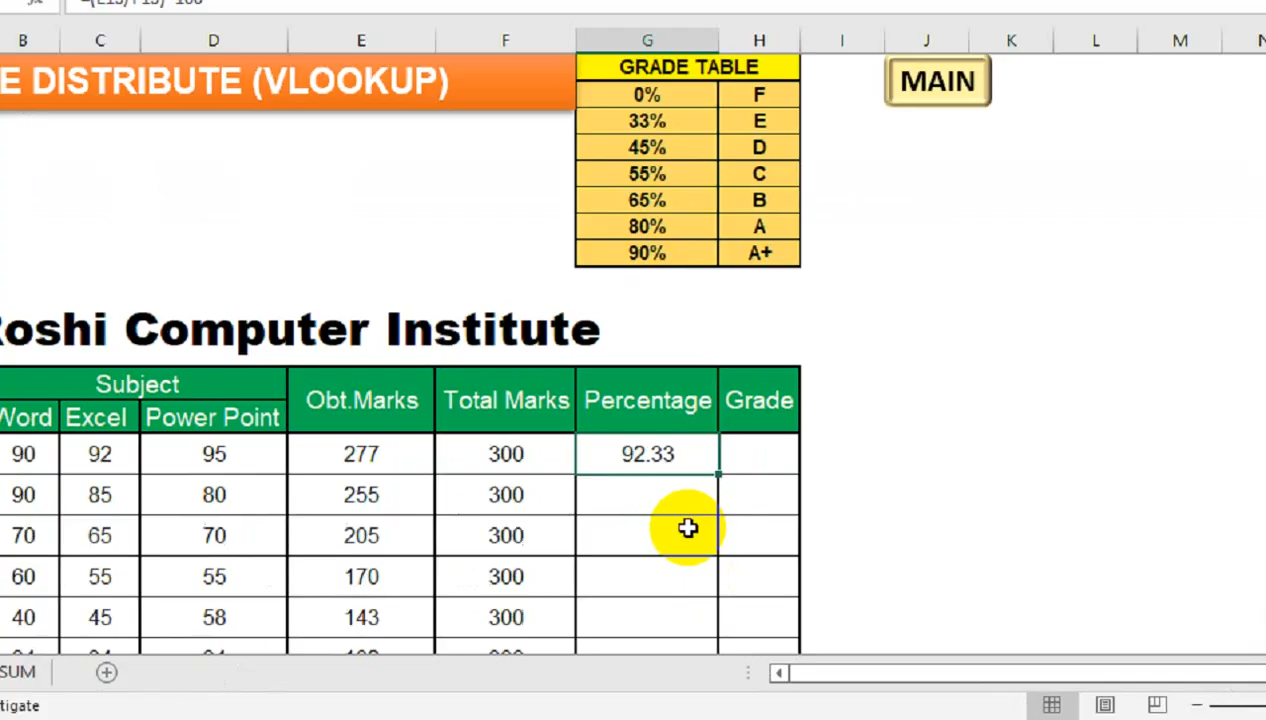 B C D E F G H I J K L M
E DISTRIBUTE (VLOOKUP)
GRADE TABLE
MAIN
0% F
33% E
45% D
55% C
65% B
80% A
90% A+
Roshi Computer Institute
Subject Obt.Marks Total Marks Percentage Grade
Word Excel Power Point
90 92 95 277 300 92.33
90 85 80 255 300
70 65 70 205 300
60 55 55 170 300
40 45 58 143 300
SUM
tigate